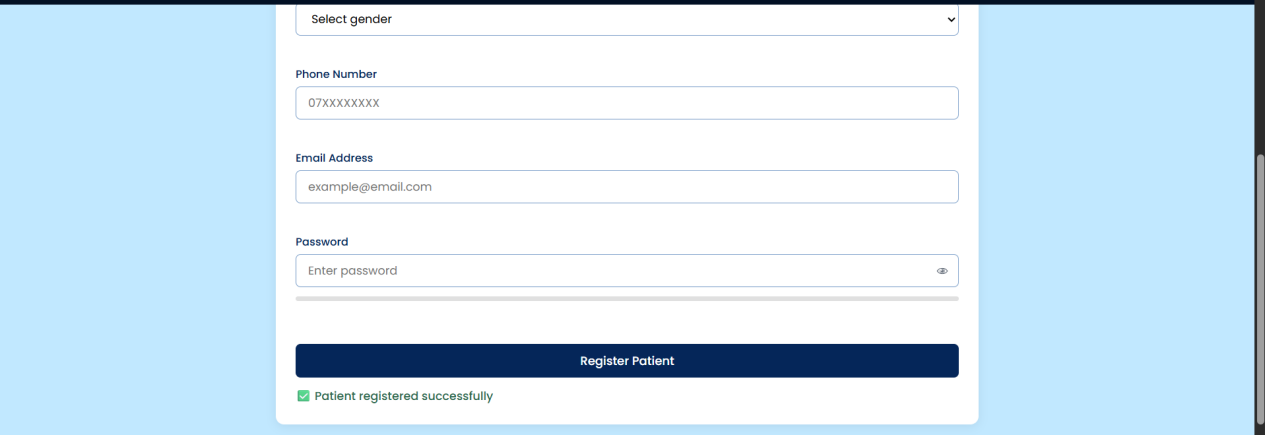 Select gender
Phone Number
07XXXXXXXX
Email Address
example@email.com
Password
Enter password
Register Patient
✅ Patient registered successfully